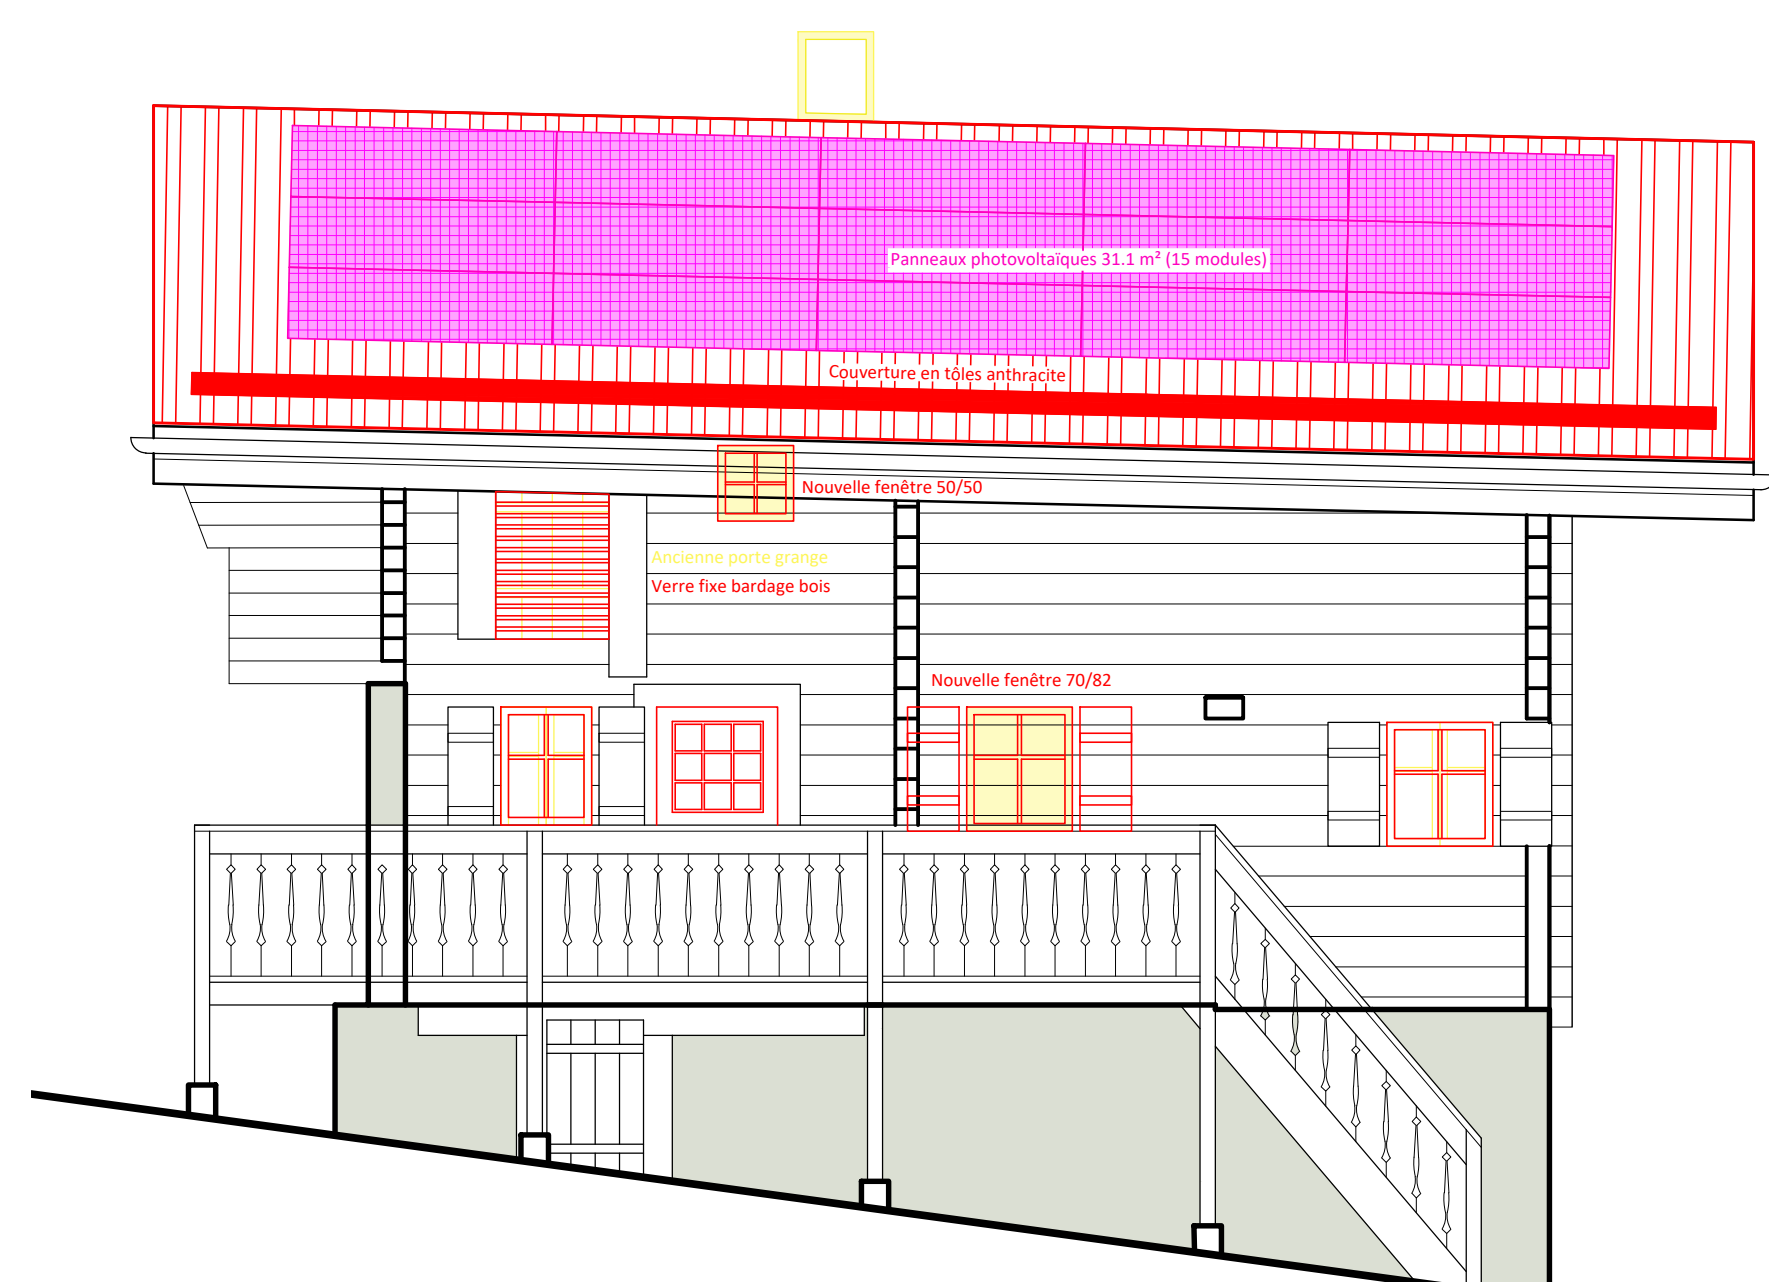 Panneaux photovoltaïques 31.1 m² (15 modules)
Couverture en tôles anthracite
Nouvelle fenêtre 50/50
Ancienne porte grange
Verre fixe bardage bois
Nouvelle fenêtre 70/82